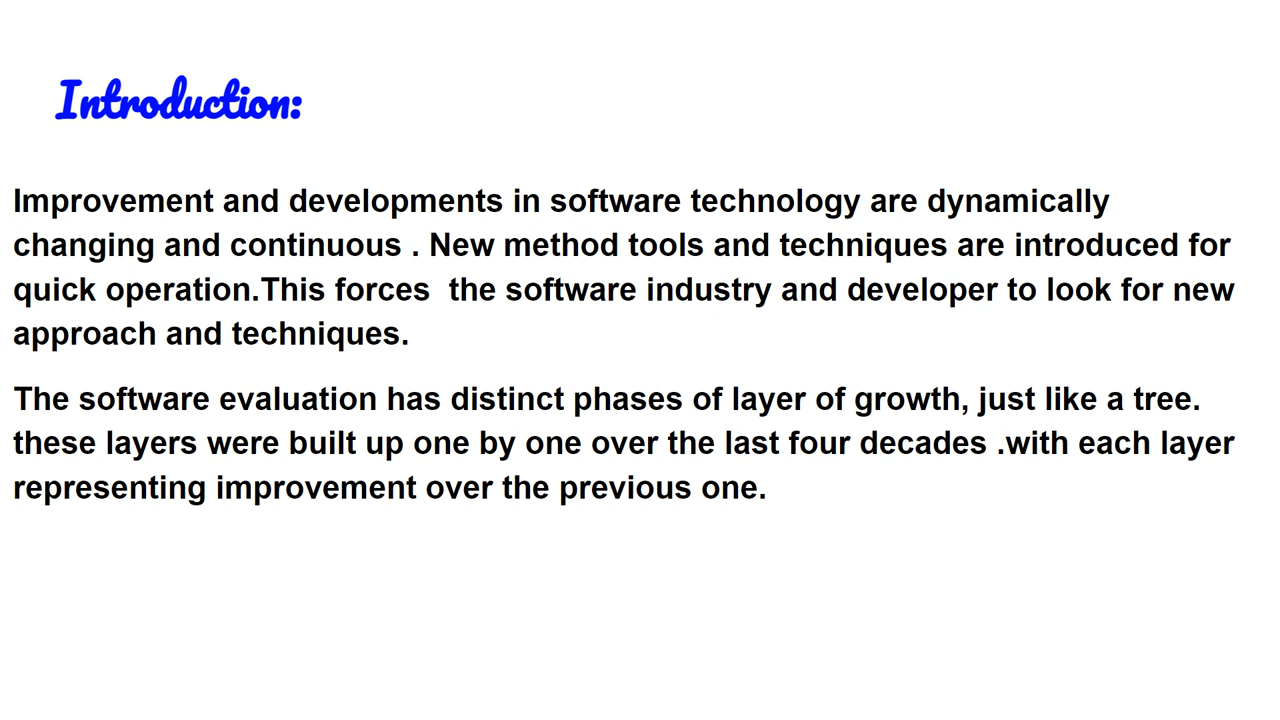 Introduction:
Improvement and developments in software technology are dynamically
changing and continuous . New method tools and techniques are introduced for
quick operation.This forces  the software industry and developer to look for new
approach and techniques.
The software evaluation has distinct phases of layer of growth, just like a tree.
these layers were built up one by one over the last four decades .with each layer
representing improvement over the previous one.